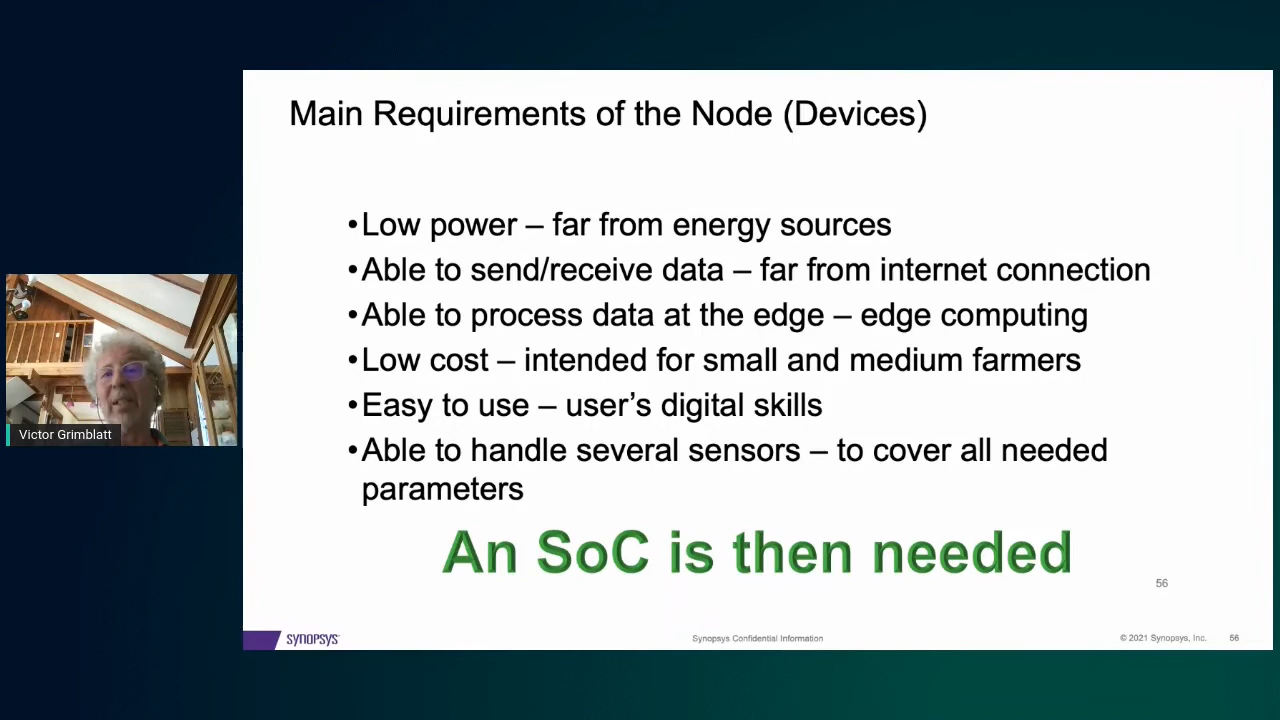 Main Requirements of the Node (Devices)
•Low power – far from energy sources
•Able to send/receive data – far from internet connection
•Able to process data at the edge – edge computing
•Low cost – intended for small and medium farmers
•Easy to use – user’s digital skills
•Able to handle several sensors – to cover all needed
parameters
An SoC is then needed
56
Victor Grimblatt
SYNOPSYS
Synopsys Confidential Information
© 2021 Synopsys, Inc.
56